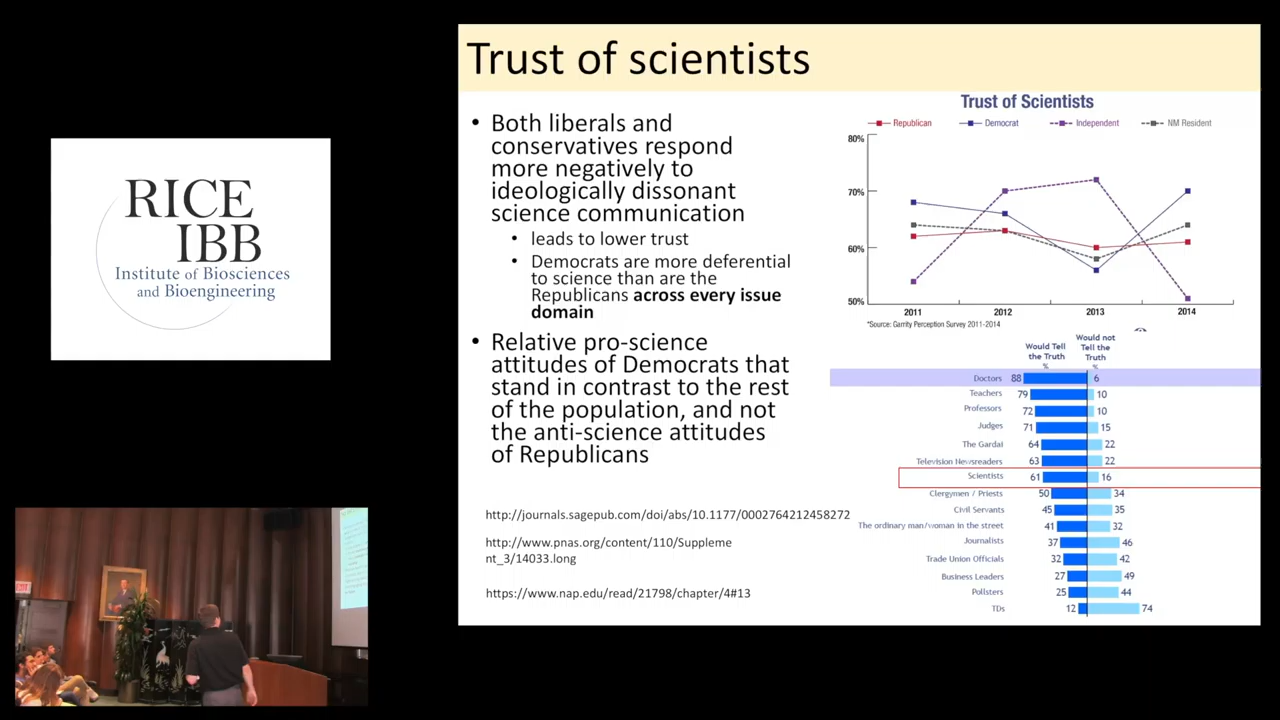 RICE
IBB
Institute of Biosciences
and Bioengineering
Trust of scientists
• Both liberals and
conservatives respond
more negatively to
ideologically dissonant
science communication
• leads to lower trust
• Democrats are more deferential
to science than are the
Republicans across every issue
domain
• Relative pro-science
attitudes of Democrats that
stand in contrast to the rest
of the population, and not
the anti-science attitudes
of Republicans
http://journals.sagepub.com/doi/abs/10.1177/0002764212458272
http://www.pnas.org/content/110/Suppleme
nt_3/14033.long
https://www.nap.edu/read/21798/chapter/4#13
Trust of Scientists
Republican Democrat Independent NM Resident
80%
70%
60%
50%
2011 2012 2013 2014
*Source: Garrity Perception Survey 2011-2014
Would Tell
the Truth
%
Would not
Tell the
Truth
%
Doctors 88 6
Teachers 79 10
Professors 72 10
Judges 71 15
The Gardai 64 22
Television Newsreaders 63 22
Scientists 61 16
Clergymen / Priests 50 34
Civil Servants 45 35
The ordinary man/woman in the street 41 32
Journalists 37 46
Trade Union Officials 32 42
Business Leaders 27 49
Pollsters 25 44
TDs 12 74